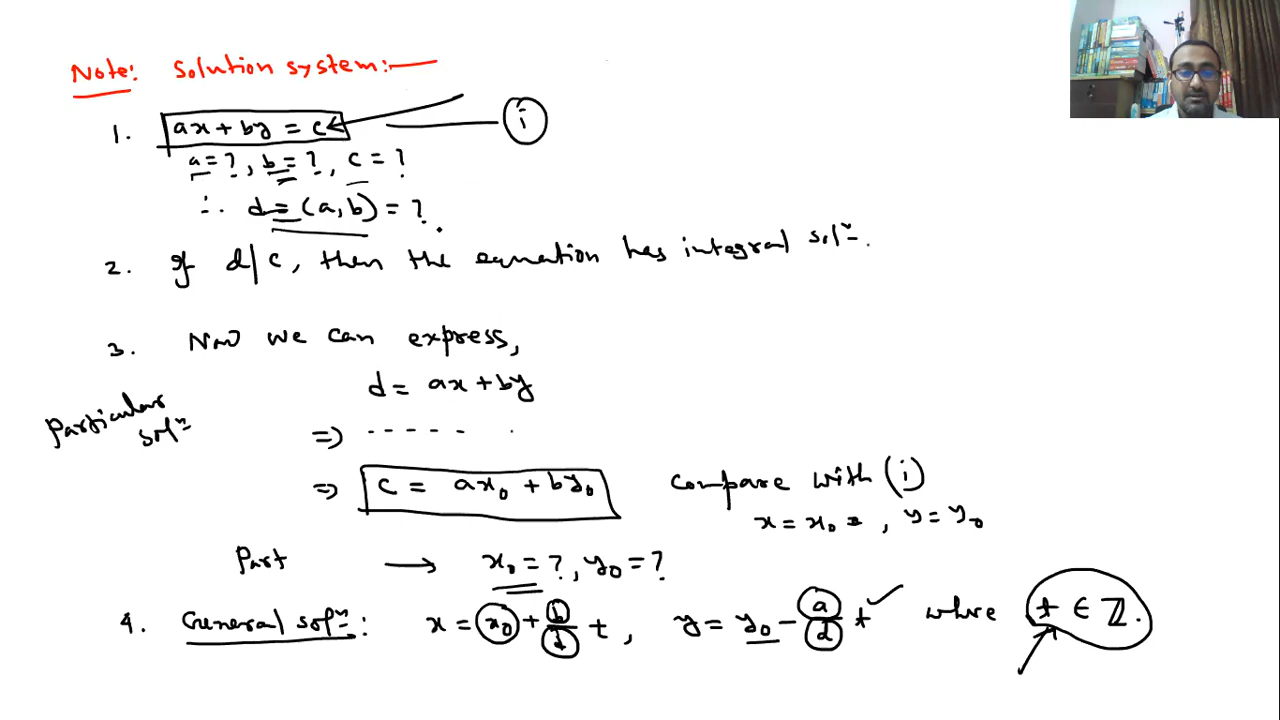 Note: Solution system:—
1. ax + by = c (i)
a = ?, b = ?, c = ?
∴ d = (a, b) = ?.
2. If d/c, then the equation has integral solⁿ.
3. Now we can express,
d = ax + by
Particular solⁿ
⇒ - - - - - .
⇒ c = ax₀ + by₀ Compare with (i)
x = x₀ =, y = y₀
Part → x₀ = ?, y₀ = ?
4. General solⁿ: x = x₀ + b/d t, y = y₀ - a/d t ✓ where t ∈ ℤ.